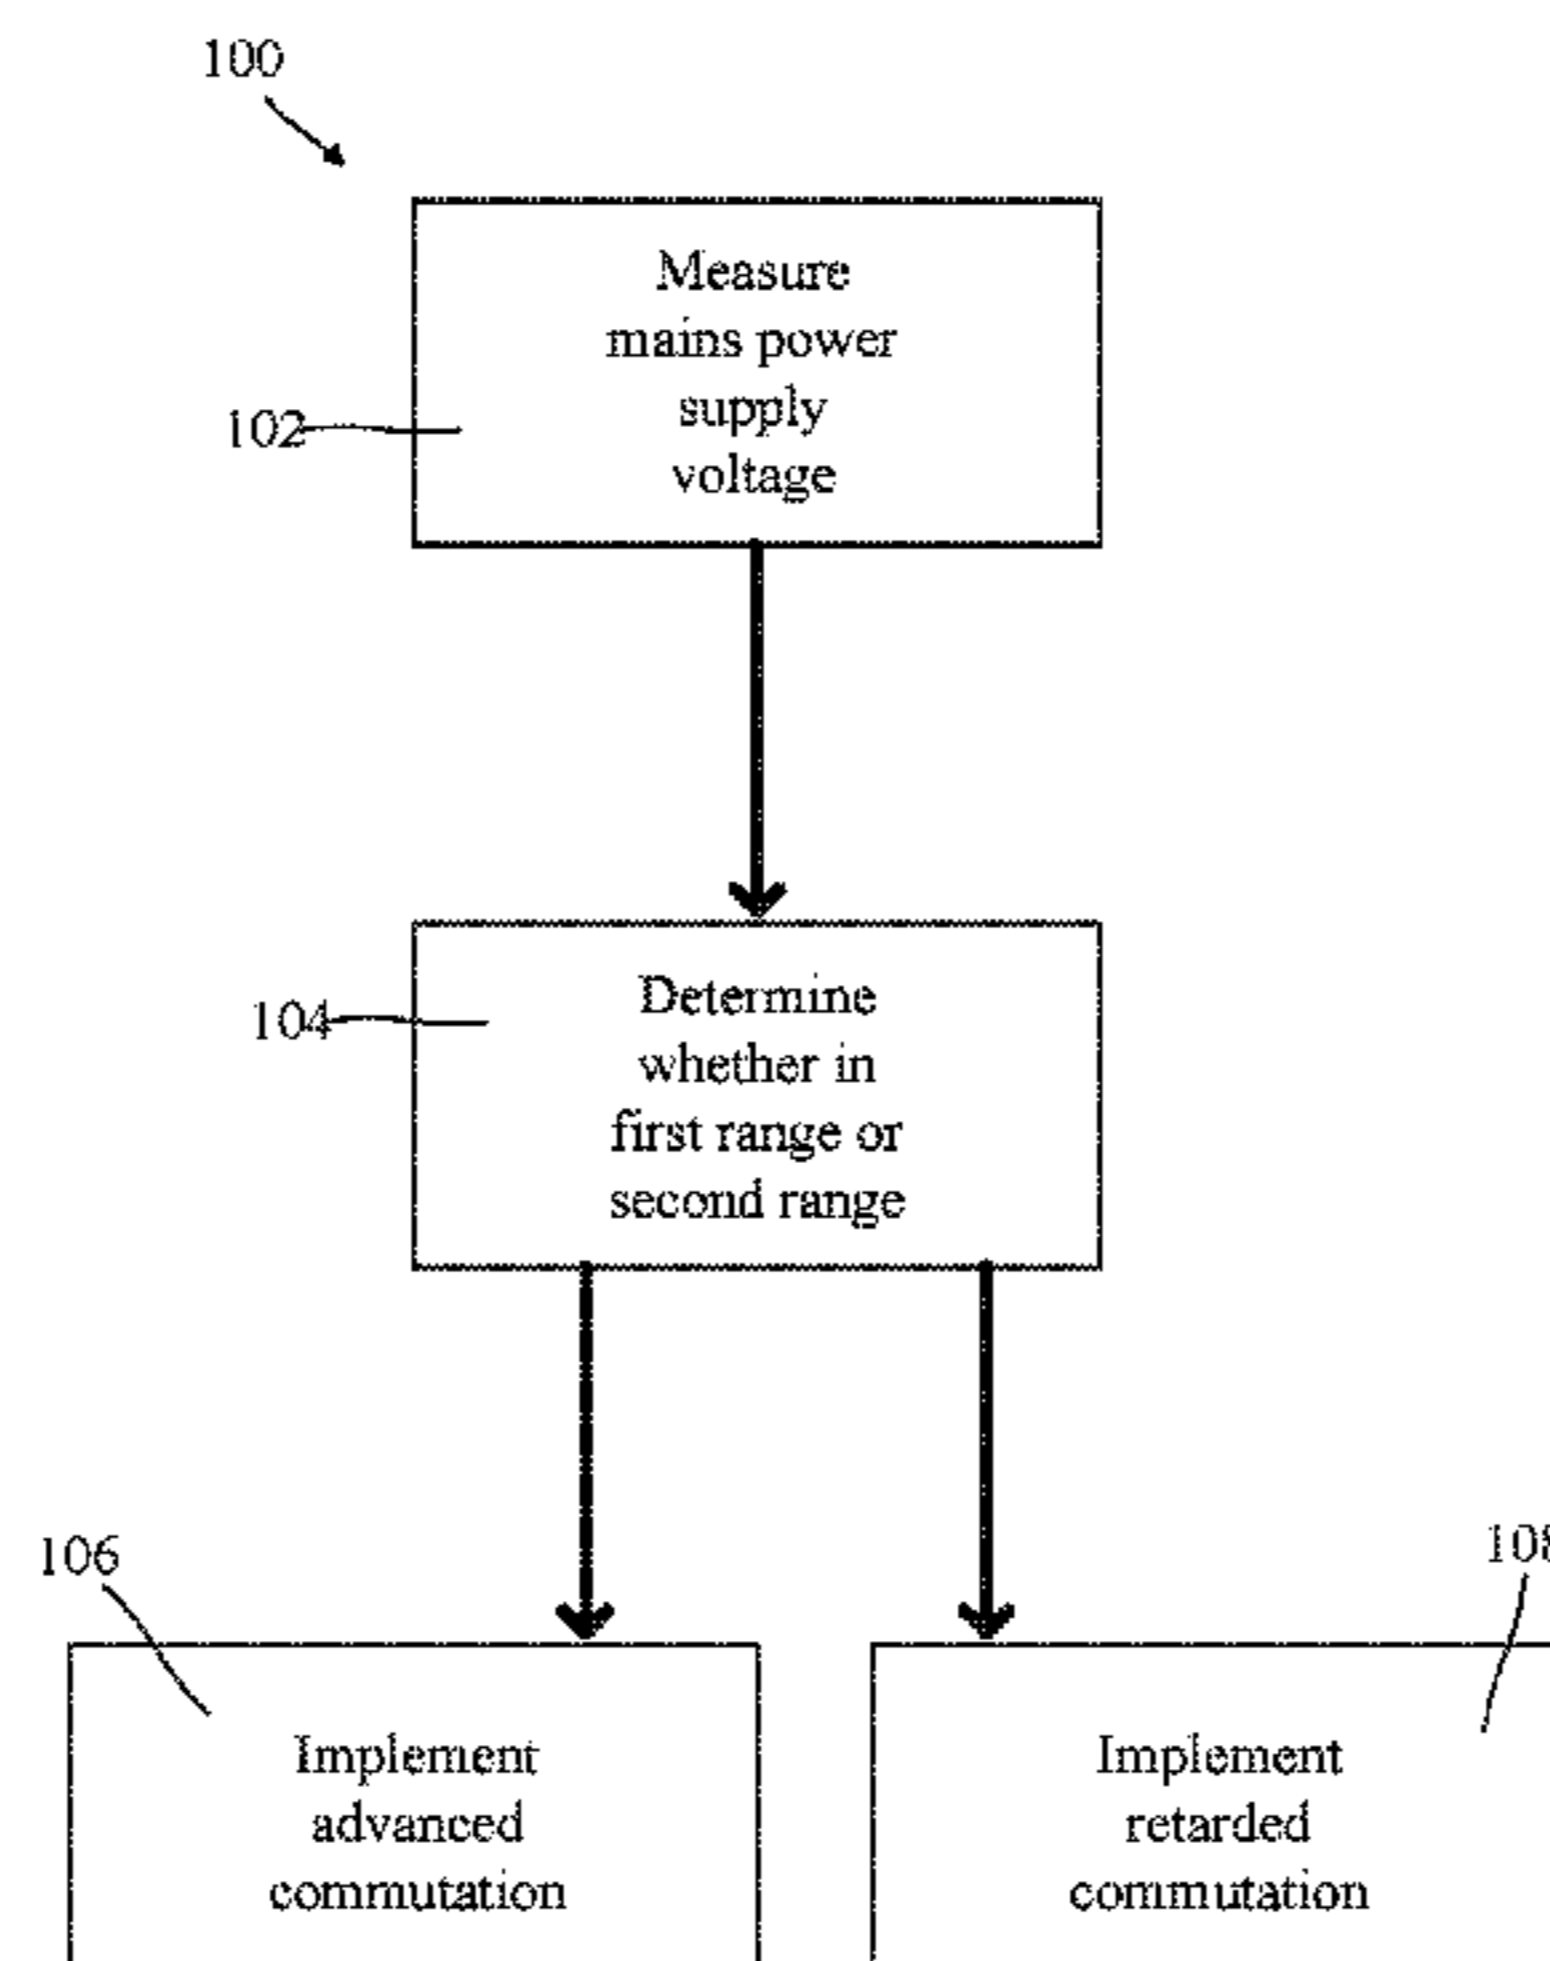 100
Measure
mains power
supply
voltage
102
Determine
whether in
first range or
second range
104
106
108
Implement
advanced
commutation
Implement
retarded
commutation